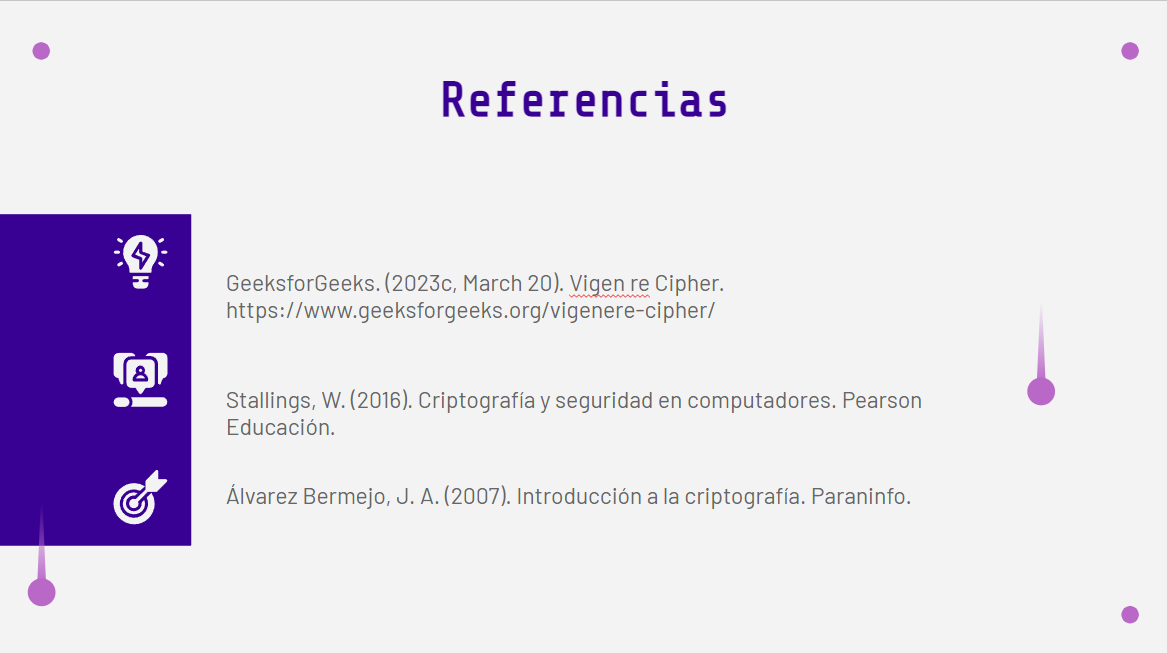 Referencias
GeeksforGeeks. (2023c, March 20). Vigen re Cipher.
https://www.geeksforgeeks.org/vigenere-cipher/
Stallings, W. (2016). Criptografía y seguridad en computadores. Pearson
Educación.
Álvarez Bermejo, J. A. (2007). Introducción a la criptografía. Paraninfo.